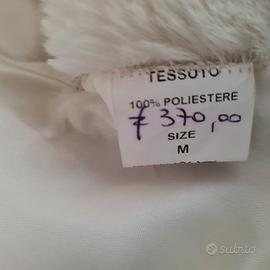 TESSUTO
100% POLIESTERE
€ 370,00
SIZE
M
subito